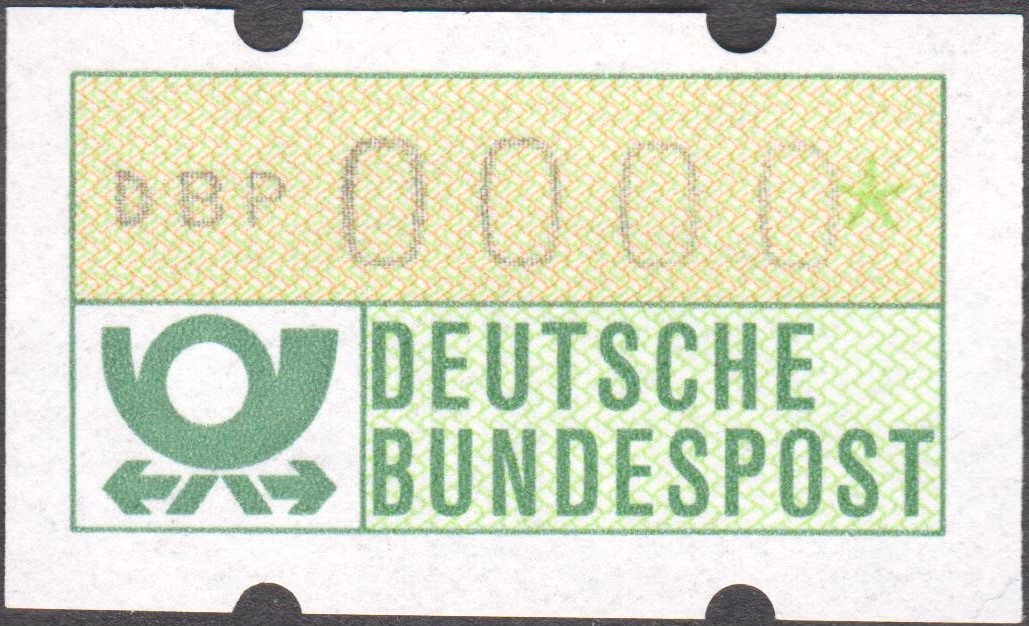 DBP 0000*
DEUTSCHE
BUNDESPOST